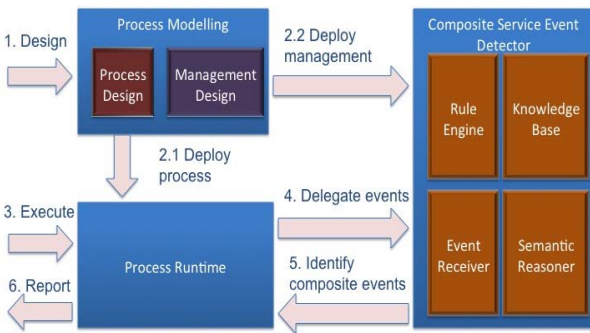 1. Design
Process Modelling
Process
Design
Management
Design
2.2 Deploy
management
2.1 Deploy
process
Composite Service Event
Detector
Rule
Engine
Knowledge
Base
Event
Receiver
Semantic
Reasoner
3. Execute
Process Runtime
4. Delegate events
5. Identify
composite events
6. Report